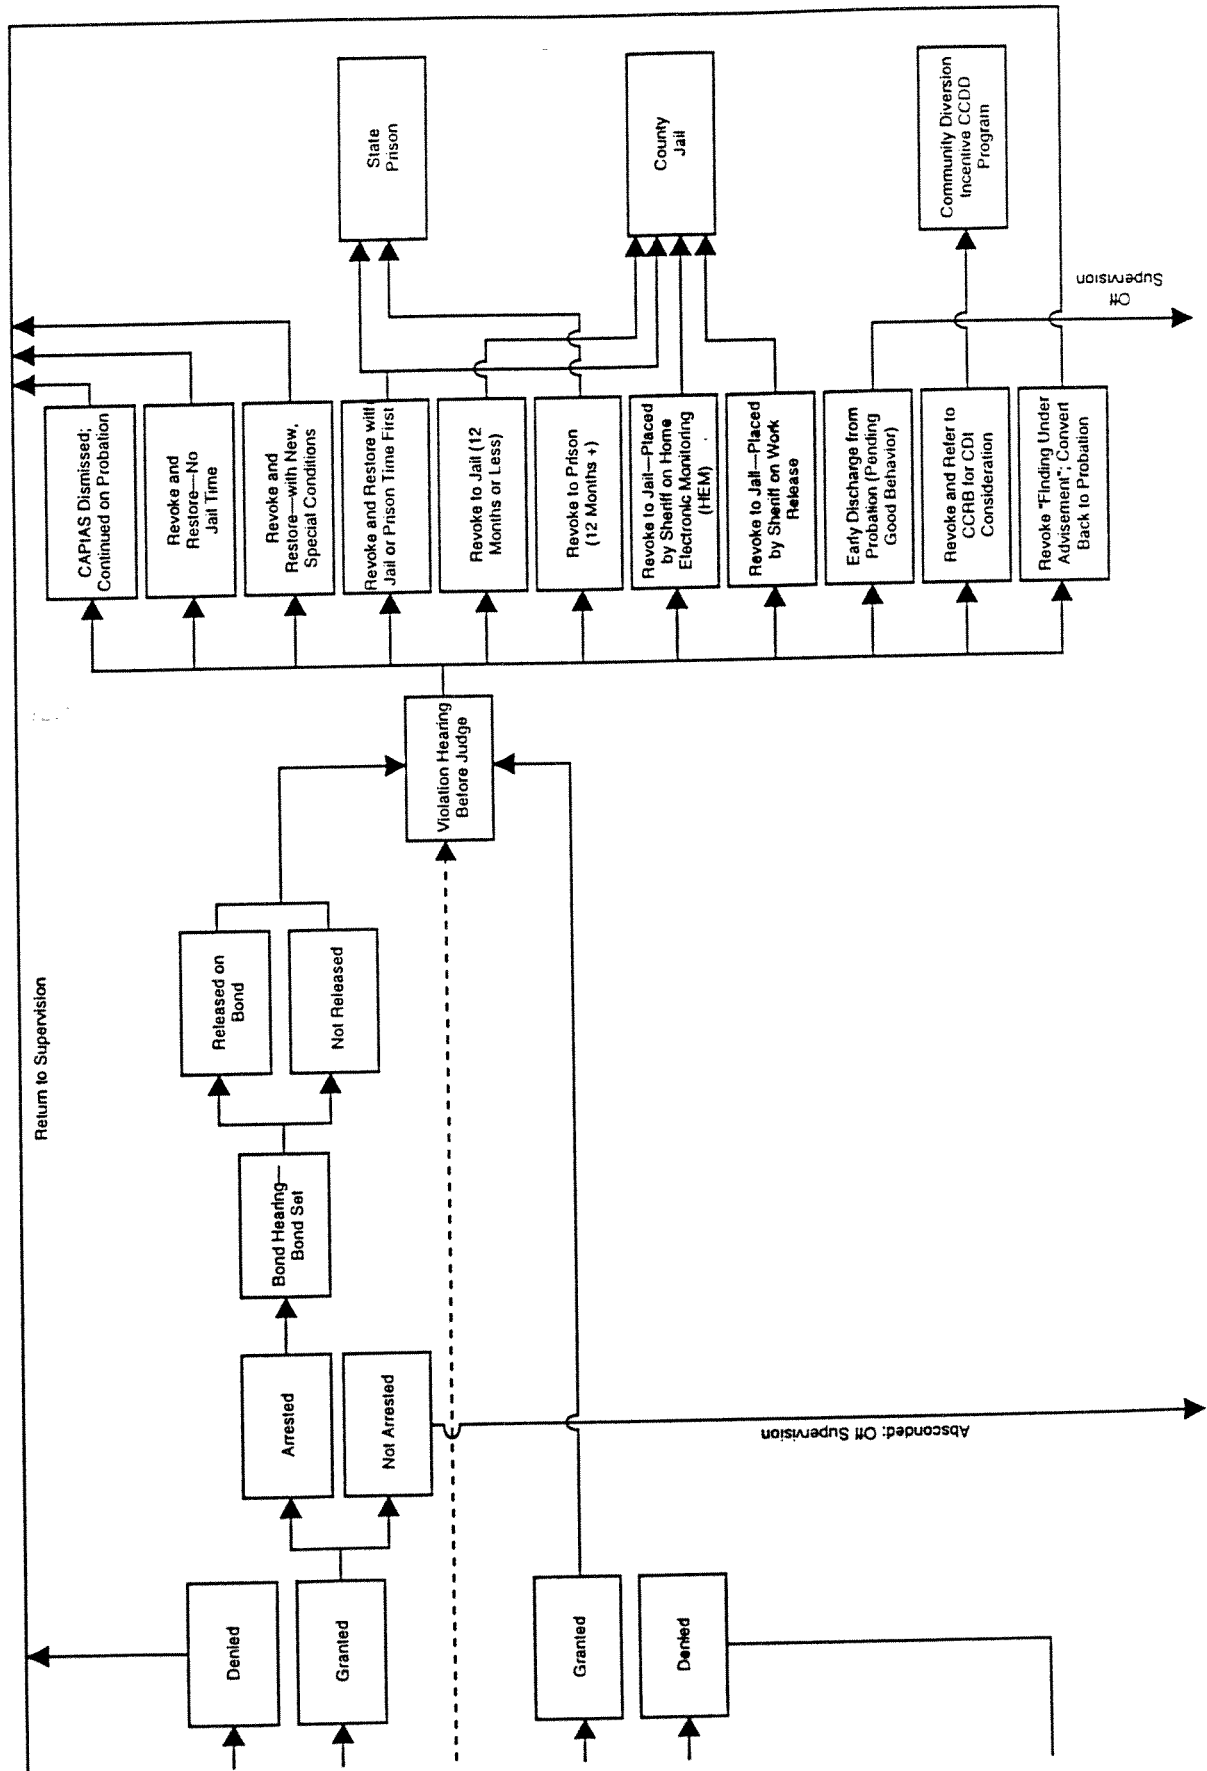 Return to Supervision
Denied
Granted
Granted
Denied
Arrested
Not Arrested
Absconded: Off Supervision
Bond Hearing—
Bond Set
Released on
Bond
Not Released
Violation Hearing
Before Judge
CAPIAS Dismissed;
Continued on Probation
Revoke and
Restore—No
Jail Time
Revoke and
Restore—with New,
Special Conditions
Revoke and Restore with
Jail or Prison Time First
Revoke to Jail (12
Months or Less)
Revoke to Prison
(12 Months +)
Revoke to Jail—Placed
by Sheriff on Home
Electronic Monitoring
(HEM)
Revoke to Jail—Placed
by Sheriff on Work
Release
Early Discharge from
Probation (Pending
Good Behavior)
Revoke and Refer to
CCRB for CDI
Consideration
Revoke "Finding Under
Advisement"; Convert
Back to Probation
Off
Supervision
State
Prison
County
Jail
Community Diversion
Incentive CCDD
Program